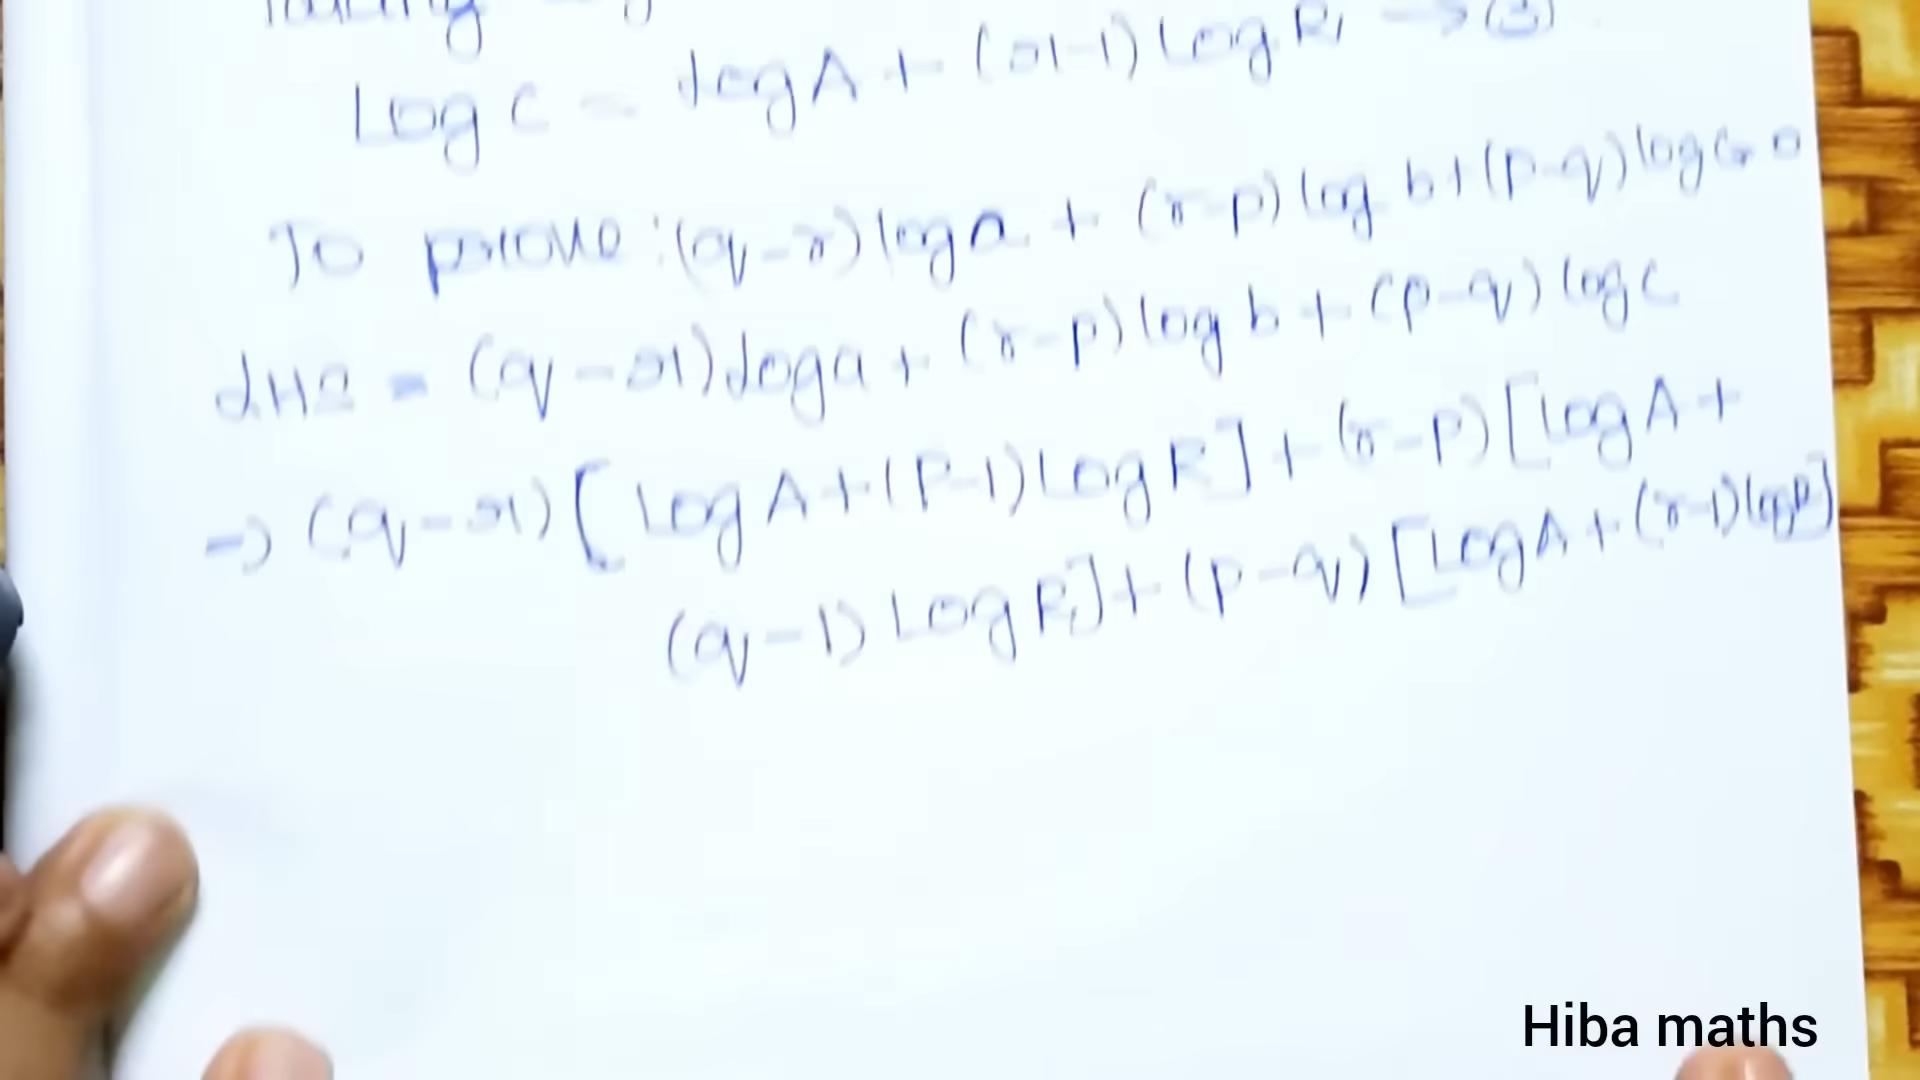 Log C = log A + (r-1) Log R, → (3)
To prove : (q-r) log a + (r-p) log b + (p-q) log c = 0
LHS = (q-r) log a + (r-p) log b + (p-q) log c
→ (q-r) [Log A + (P-1) Log R] + (r-P) [log A +
(q-1) Log R] + (p-q) [Log A + (r-1) log R]
Hiba maths